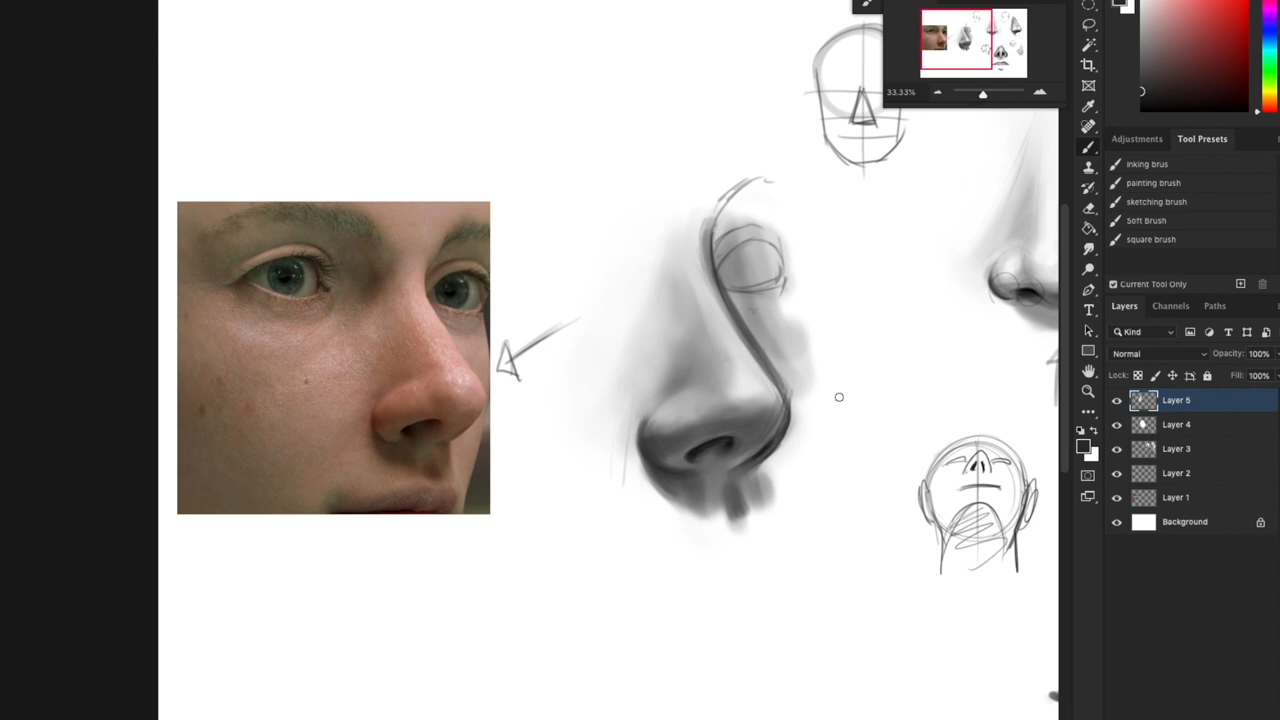 33.33%
Adjustments Tool Presets
inking brus
painting brush
sketching brush
Soft Brush
square brush
Current Tool Only
Layers Channels Paths
Kind
Normal Opacity: 100%
Lock: Fill: 100%
Layer 5
Layer 4
Layer 3
Layer 2
Layer 1
Background